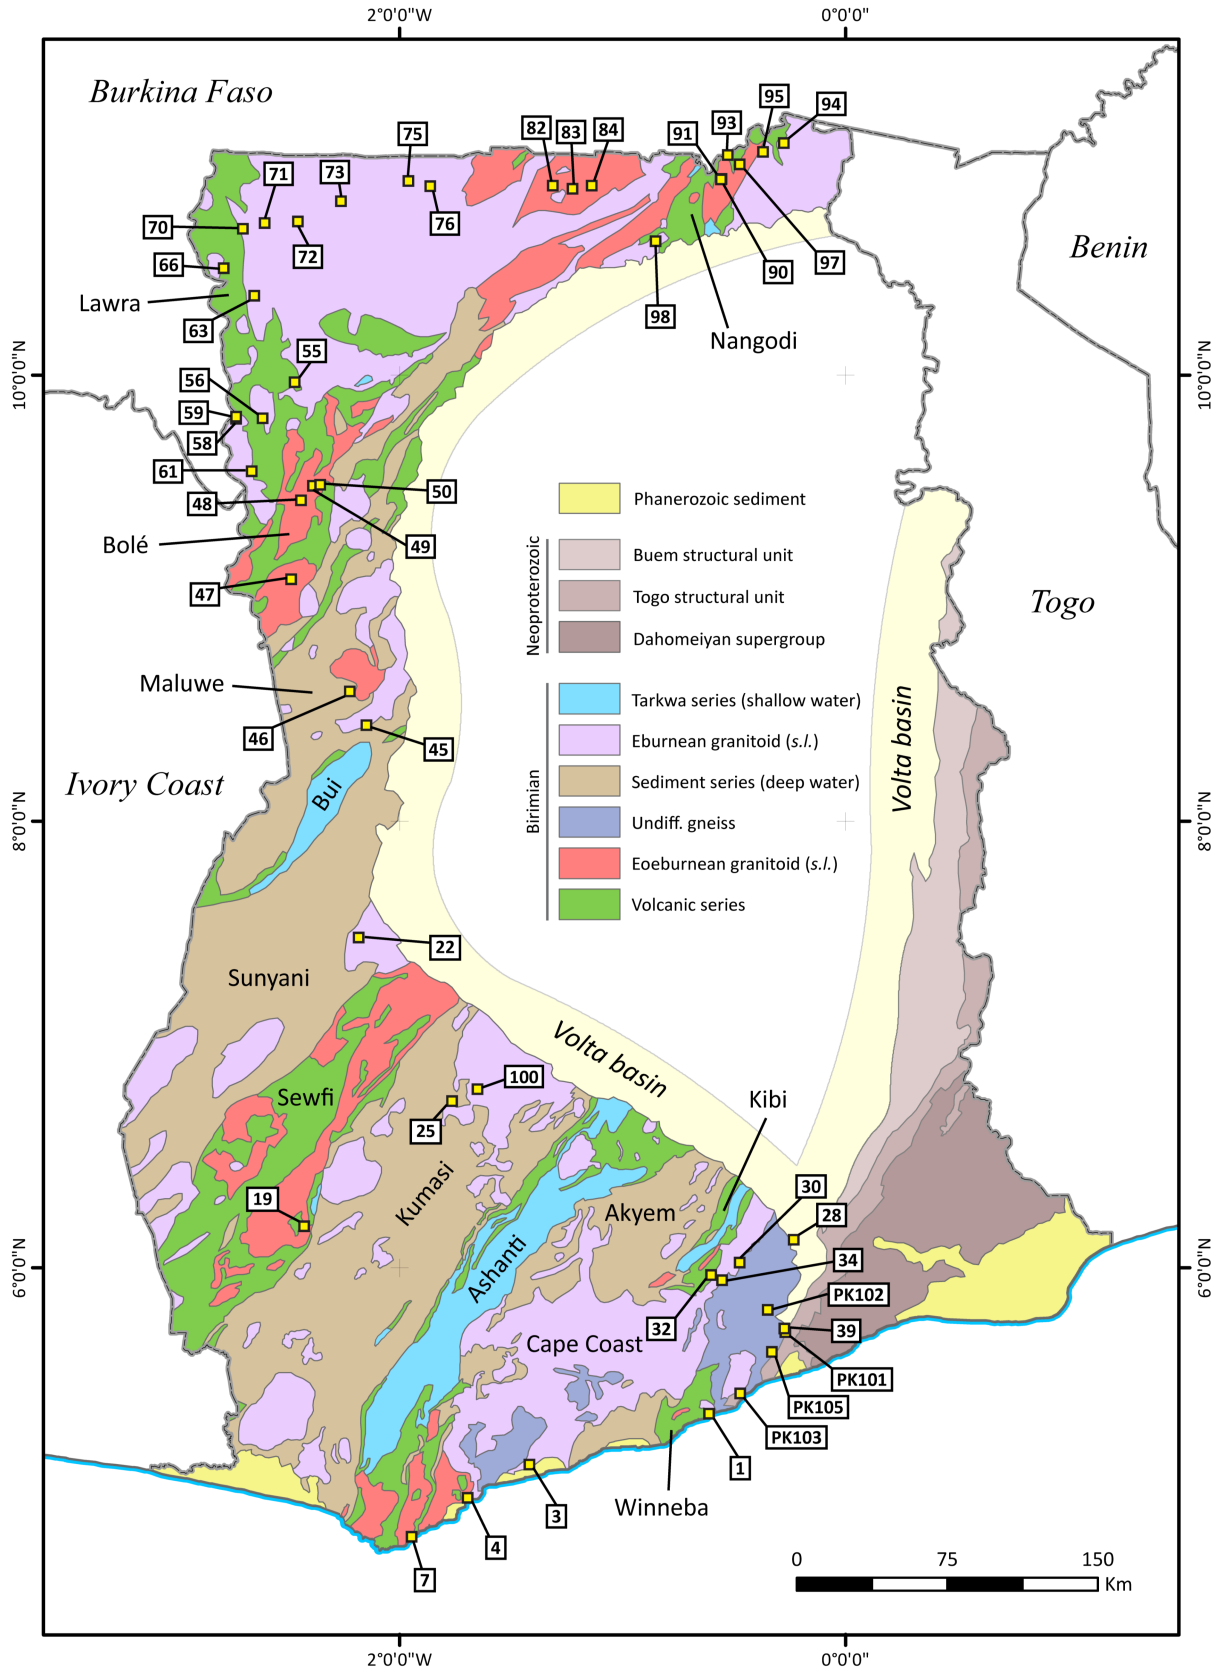 2°0'0"W
0°0'0"
Burkina Faso
95
94
93
91
82
83
84
75
73
71
76
70
72
66
97
90
Benin
Lawra
98
63
Nangodi
55
10°0'0"N
10°0'0"N
56
59
58
61
50
48
Phanerozoic sediment
Bolé
49
Neoproterozoic
Buem structural unit
47
Togo structural unit
Togo
Dahomeiyan supergroup
Maluwe
Birimian
Tarkwa series (shallow water)
46
45
Eburnean granitoid (s.l.)
Volta basin
Ivory Coast
Bui
Sediment series (deep water)
8°0'0"N
8°0'0"N
Undiff. gneiss
Eoeburnean granitoid (s.l.)
Volcanic series
22
Sunyani
Volta basin
100
Sewfi
Kibi
25
30
19
Kumasi
Akyem
28
Ashanti
34
6°0'0"N
6°0'0"N
PK102
32
39
Cape Coast
PK101
PK105
PK103
1
Winneba
3
4
7
0
75
150
Km
2°0'0"W
0°0'0"